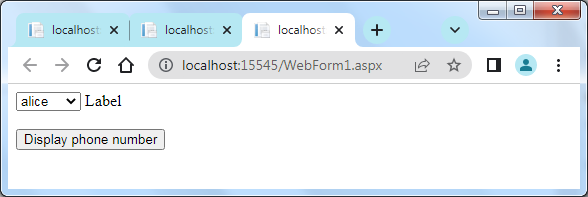 localhost localhost localhost
localhost:15545/WebForm1.aspx
alice Label
Display phone number